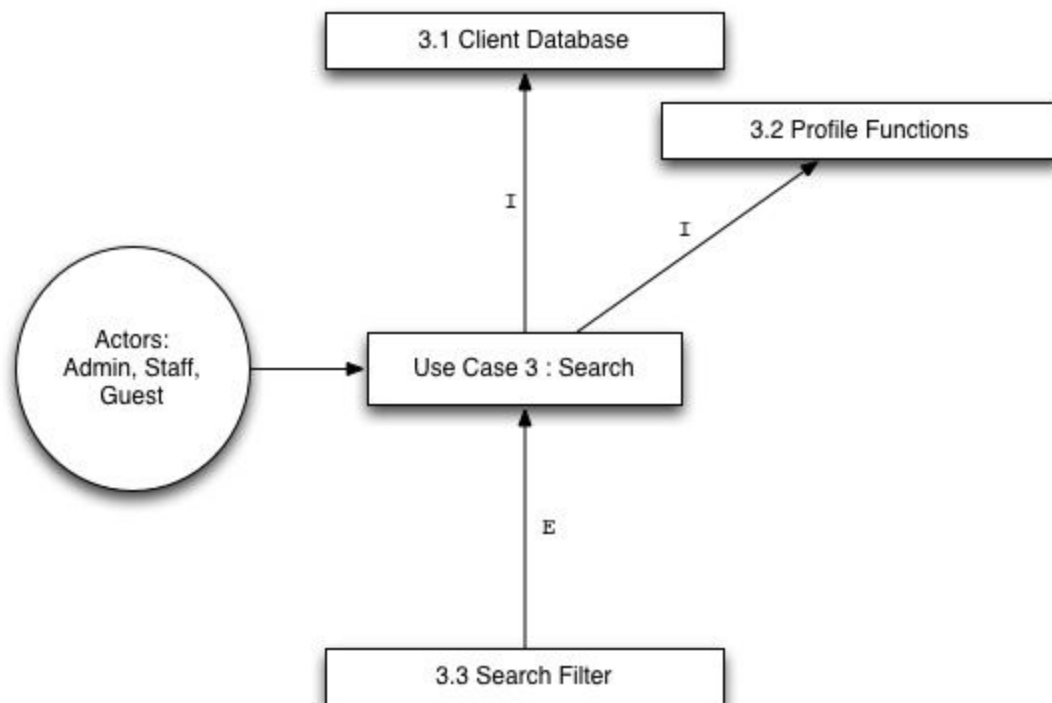 3.1 Client Database
3.2 Profile Functions
I
I
Actors:
Admin, Staff,
Guest
Use Case 3 : Search
E
3.3 Search Filter